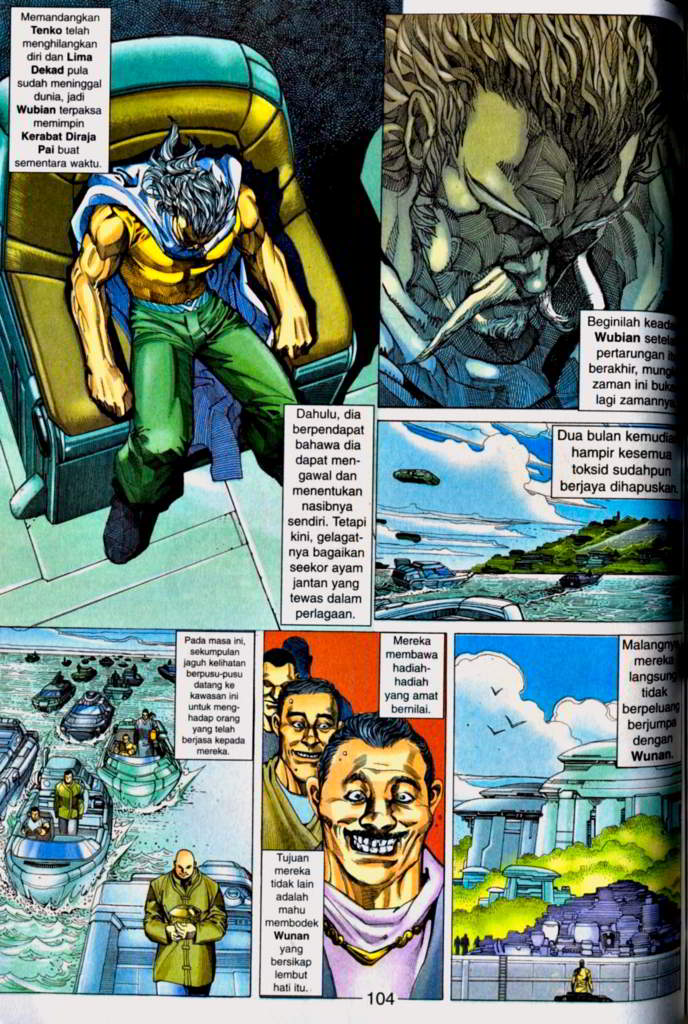 Memandangkan
Tenko telah
menghilangkan
diri dan Lima
Dekad pula
sudah meninggal
dunia, jadi
Wubian terpaksa
memimpin
Kerabat Diraja
Pai buat
sementara waktu.
Beginilah
Wubian
pertarungan
berakhir,
zaman ini
lagi zamannya
Dahulu, dia
berpendapat
bahawa dia
dapat men-
gawal dan
menentukan
nasibnya
sendiri. Tetapi
kini, gelagat-
nya bagaikan
seekor ayam
jantan yang
tewas dalam
perlagaan.
Dua bulan kemudian
hampir kesemua
toksid sudahpun
berjaya dihapuskan.
Pada masa ini,
sekumpulan
jaguh kelihatan
berpusu-pusu
datang ke
kawasan ini
untuk meng-
hadap orang
yang telah
berjasa kepada
mereka.
Mereka
membawa
hadiah-
hadiah
yang amat
bernilai.
Tujuan
mereka
tidak lain
adalah
mahu
membodek
Wunan
yang
bersikap
lembut
hati itu.
Malangnya
mereka
langsung
tidak
berpeluang
berjumpa
dengan
Wunan.
104